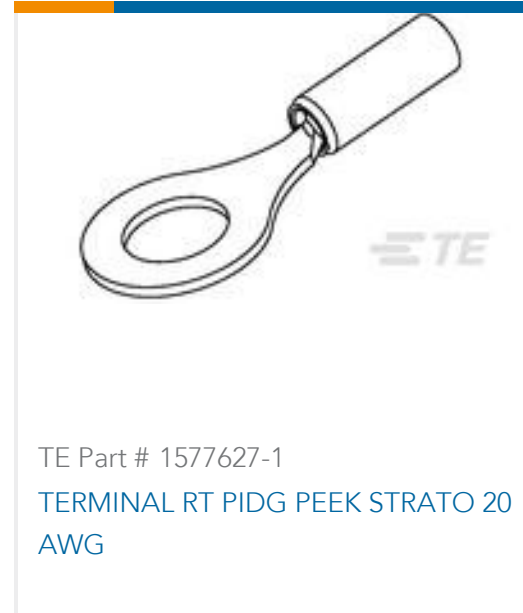 TE
TE Part # 1577627-1
TERMINAL RT PIDG PEEK STRATO 20
AWG